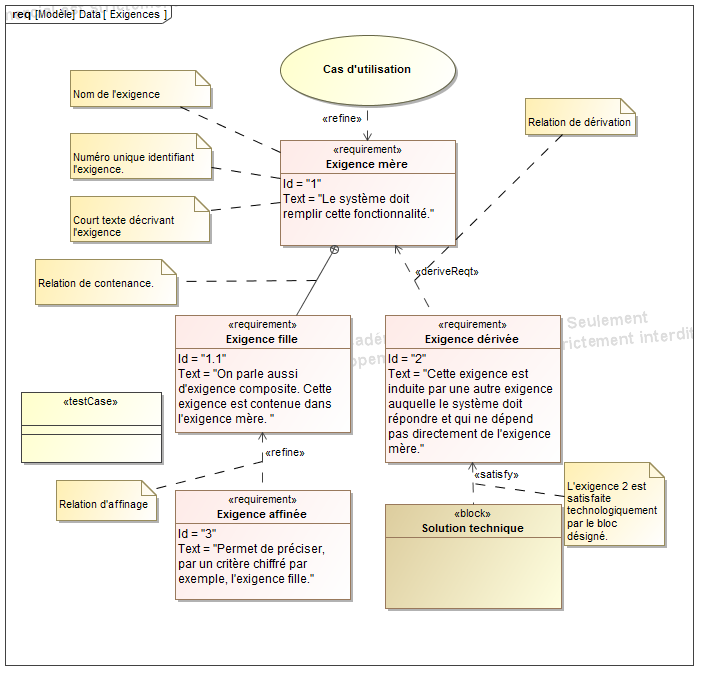 req [Modèle] Data [ Exigences ]
Cas d'utilisation
«refine»
Nom de l'exigence
Numéro unique identifiant
l'exigence.
Court texte décrivant
l'exigence
Relation de dérivation
«requirement»
Exigence mère
Id = "1"
Text = "Le système doit
remplir cette fonctionnalité."
Relation de contenance.
«deriveReqt»
«requirement»
Exigence fille
Id = "1.1"
Text = "On parle aussi
d'exigence composite. Cette
exigence est contenue dans
l'exigence mère. "
«requirement»
Exigence dérivée
Id = "2"
Text = "Cette exigence est
induite par une autre exigence
auquelle le système doit
répondre et qui ne dépend
pas directement de l'exigence
mère."
Seulement
strictement interdit
«testCase»
«refine»
Relation d'affinage
«requirement»
Exigence affinée
Id = "3"
Text = "Permet de préciser,
par un critère chiffré par
exemple, l'exigence fille."
«satisfy»
L'exigence 2 est
satisfaite
technologiquement
par le bloc
désigné.
«block»
Solution technique